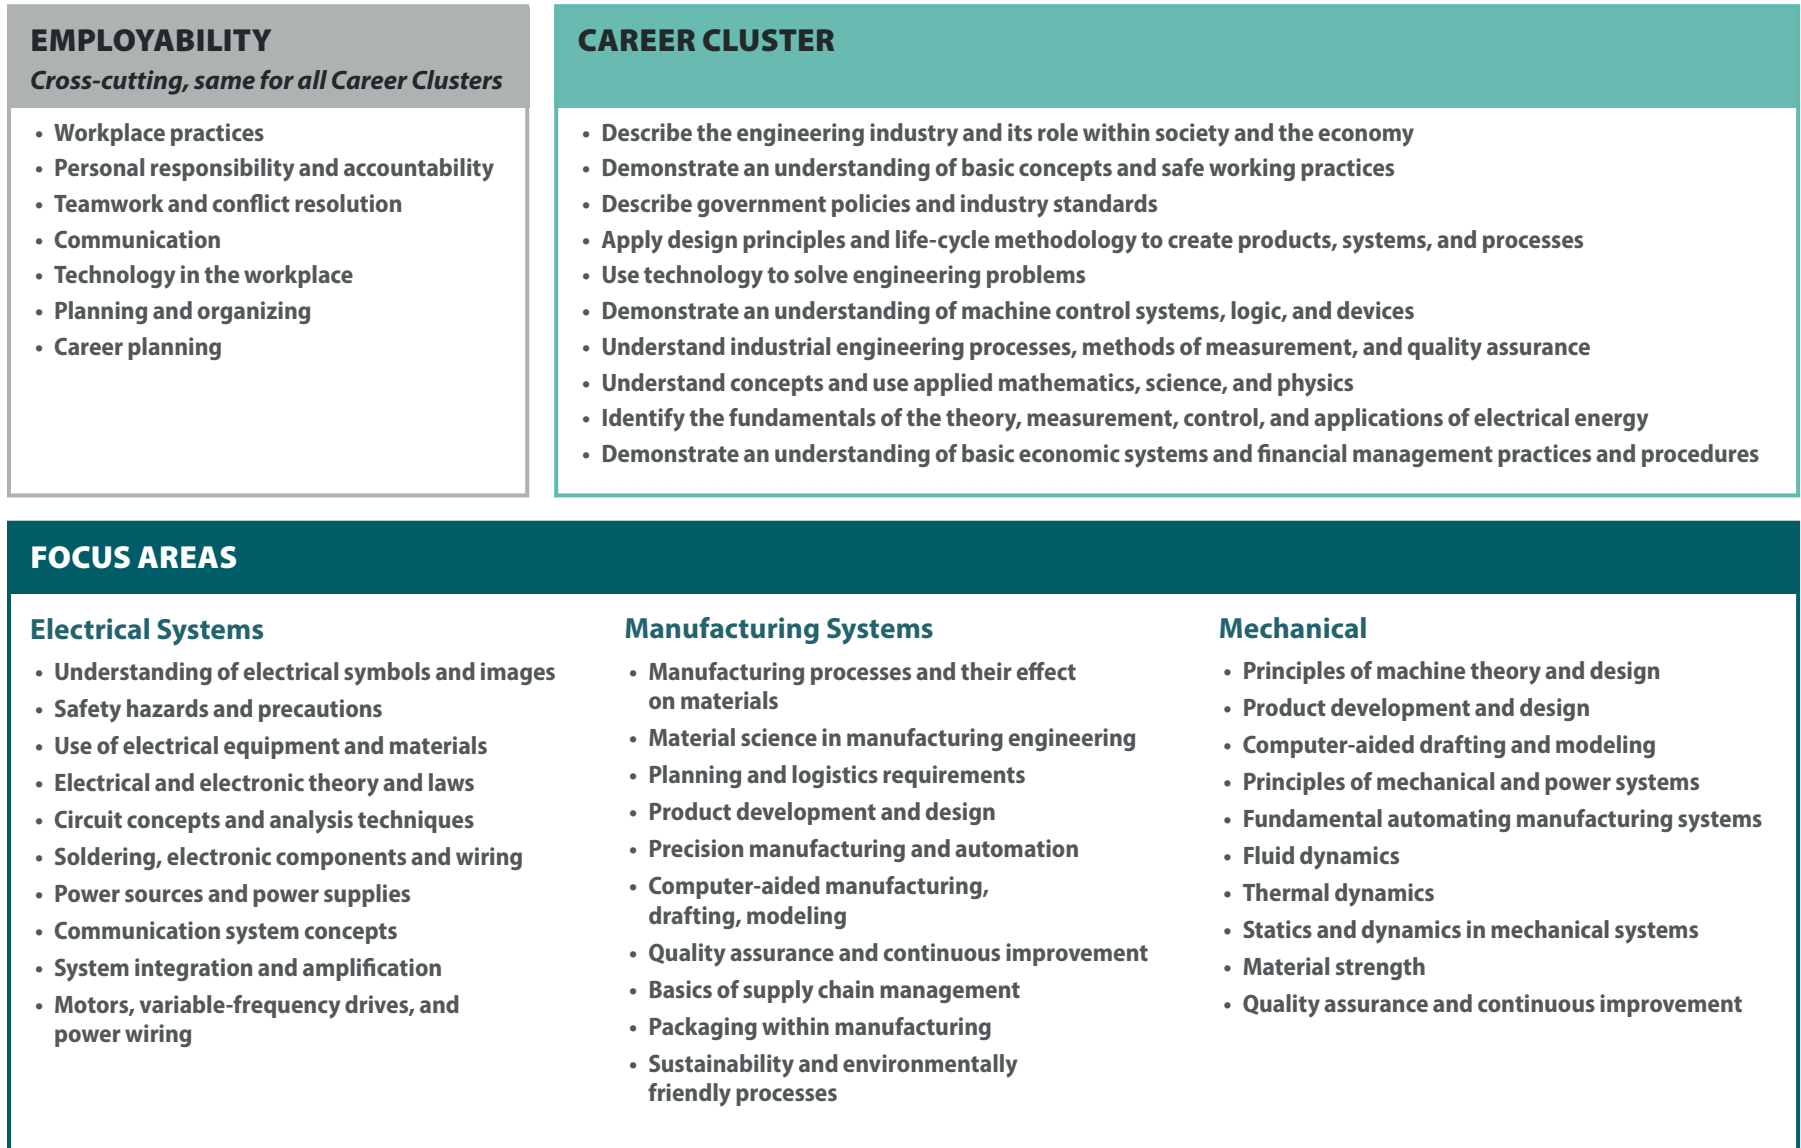 EMPLOYABILITY
Cross-cutting, same for all Career Clusters
• Workplace practices
• Personal responsibility and accountability
• Teamwork and conflict resolution
• Communication
• Technology in the workplace
• Planning and organizing
• Career planning
CAREER CLUSTER
• Describe the engineering industry and its role within society and the economy
• Demonstrate an understanding of basic concepts and safe working practices
• Describe government policies and industry standards
• Apply design principles and life-cycle methodology to create products, systems, and processes
• Use technology to solve engineering problems
• Demonstrate an understanding of machine control systems, logic, and devices
• Understand industrial engineering processes, methods of measurement, and quality assurance
• Understand concepts and use applied mathematics, science, and physics
• Identify the fundamentals of the theory, measurement, control, and applications of electrical energy
• Demonstrate an understanding of basic economic systems and financial management practices and procedures
FOCUS AREAS
Electrical Systems
• Understanding of electrical symbols and images
• Safety hazards and precautions
• Use of electrical equipment and materials
• Electrical and electronic theory and laws
• Circuit concepts and analysis techniques
• Soldering, electronic components and wiring
• Power sources and power supplies
• Communication system concepts
• System integration and amplification
• Motors, variable-frequency drives, and
power wiring
Manufacturing Systems
• Manufacturing processes and their effect
on materials
• Material science in manufacturing engineering
• Planning and logistics requirements
• Product development and design
• Precision manufacturing and automation
• Computer-aided manufacturing,
drafting, modeling
• Quality assurance and continuous improvement
• Basics of supply chain management
• Packaging within manufacturing
• Sustainability and environmentally
friendly processes
Mechanical
• Principles of machine theory and design
• Product development and design
• Computer-aided drafting and modeling
• Principles of mechanical and power systems
• Fundamental automating manufacturing systems
• Fluid dynamics
• Thermal dynamics
• Statics and dynamics in mechanical systems
• Material strength
• Quality assurance and continuous improvement